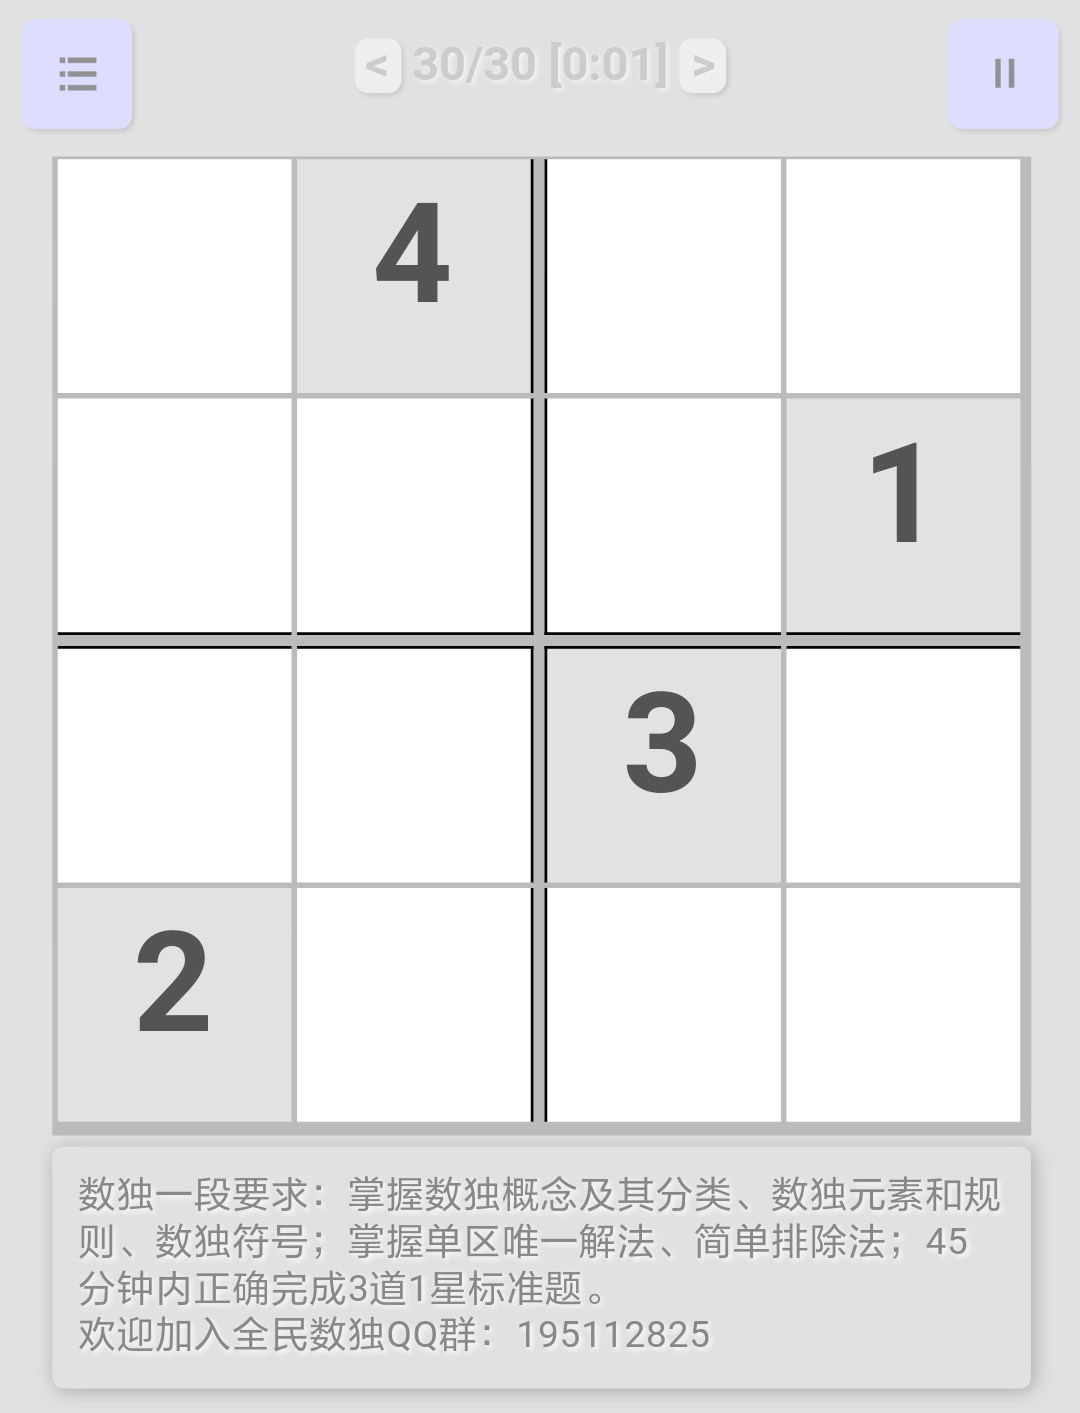 < 30/30 [0:01] >
4
1
3
2
数独一段要求：掌握数独概念及其分类、数独元素和规
则、数独符号；掌握单区唯一解法、简单排除法；45
分钟内正确完成3道1星标准题。
欢迎加入全民数独QQ群：195112825